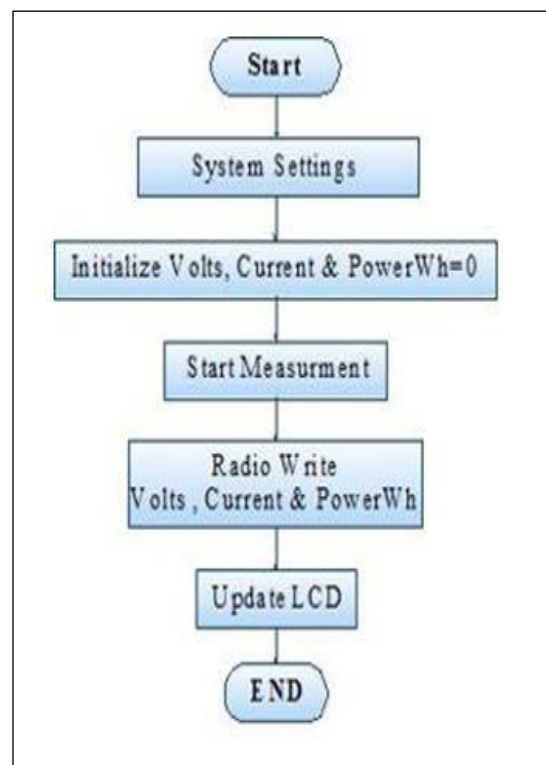 Start
System Settings
Initialize Volts, Current & PowerWh=0
Start Measurment
Radio Write
Volts , Current & PowerWh
Update LCD
END